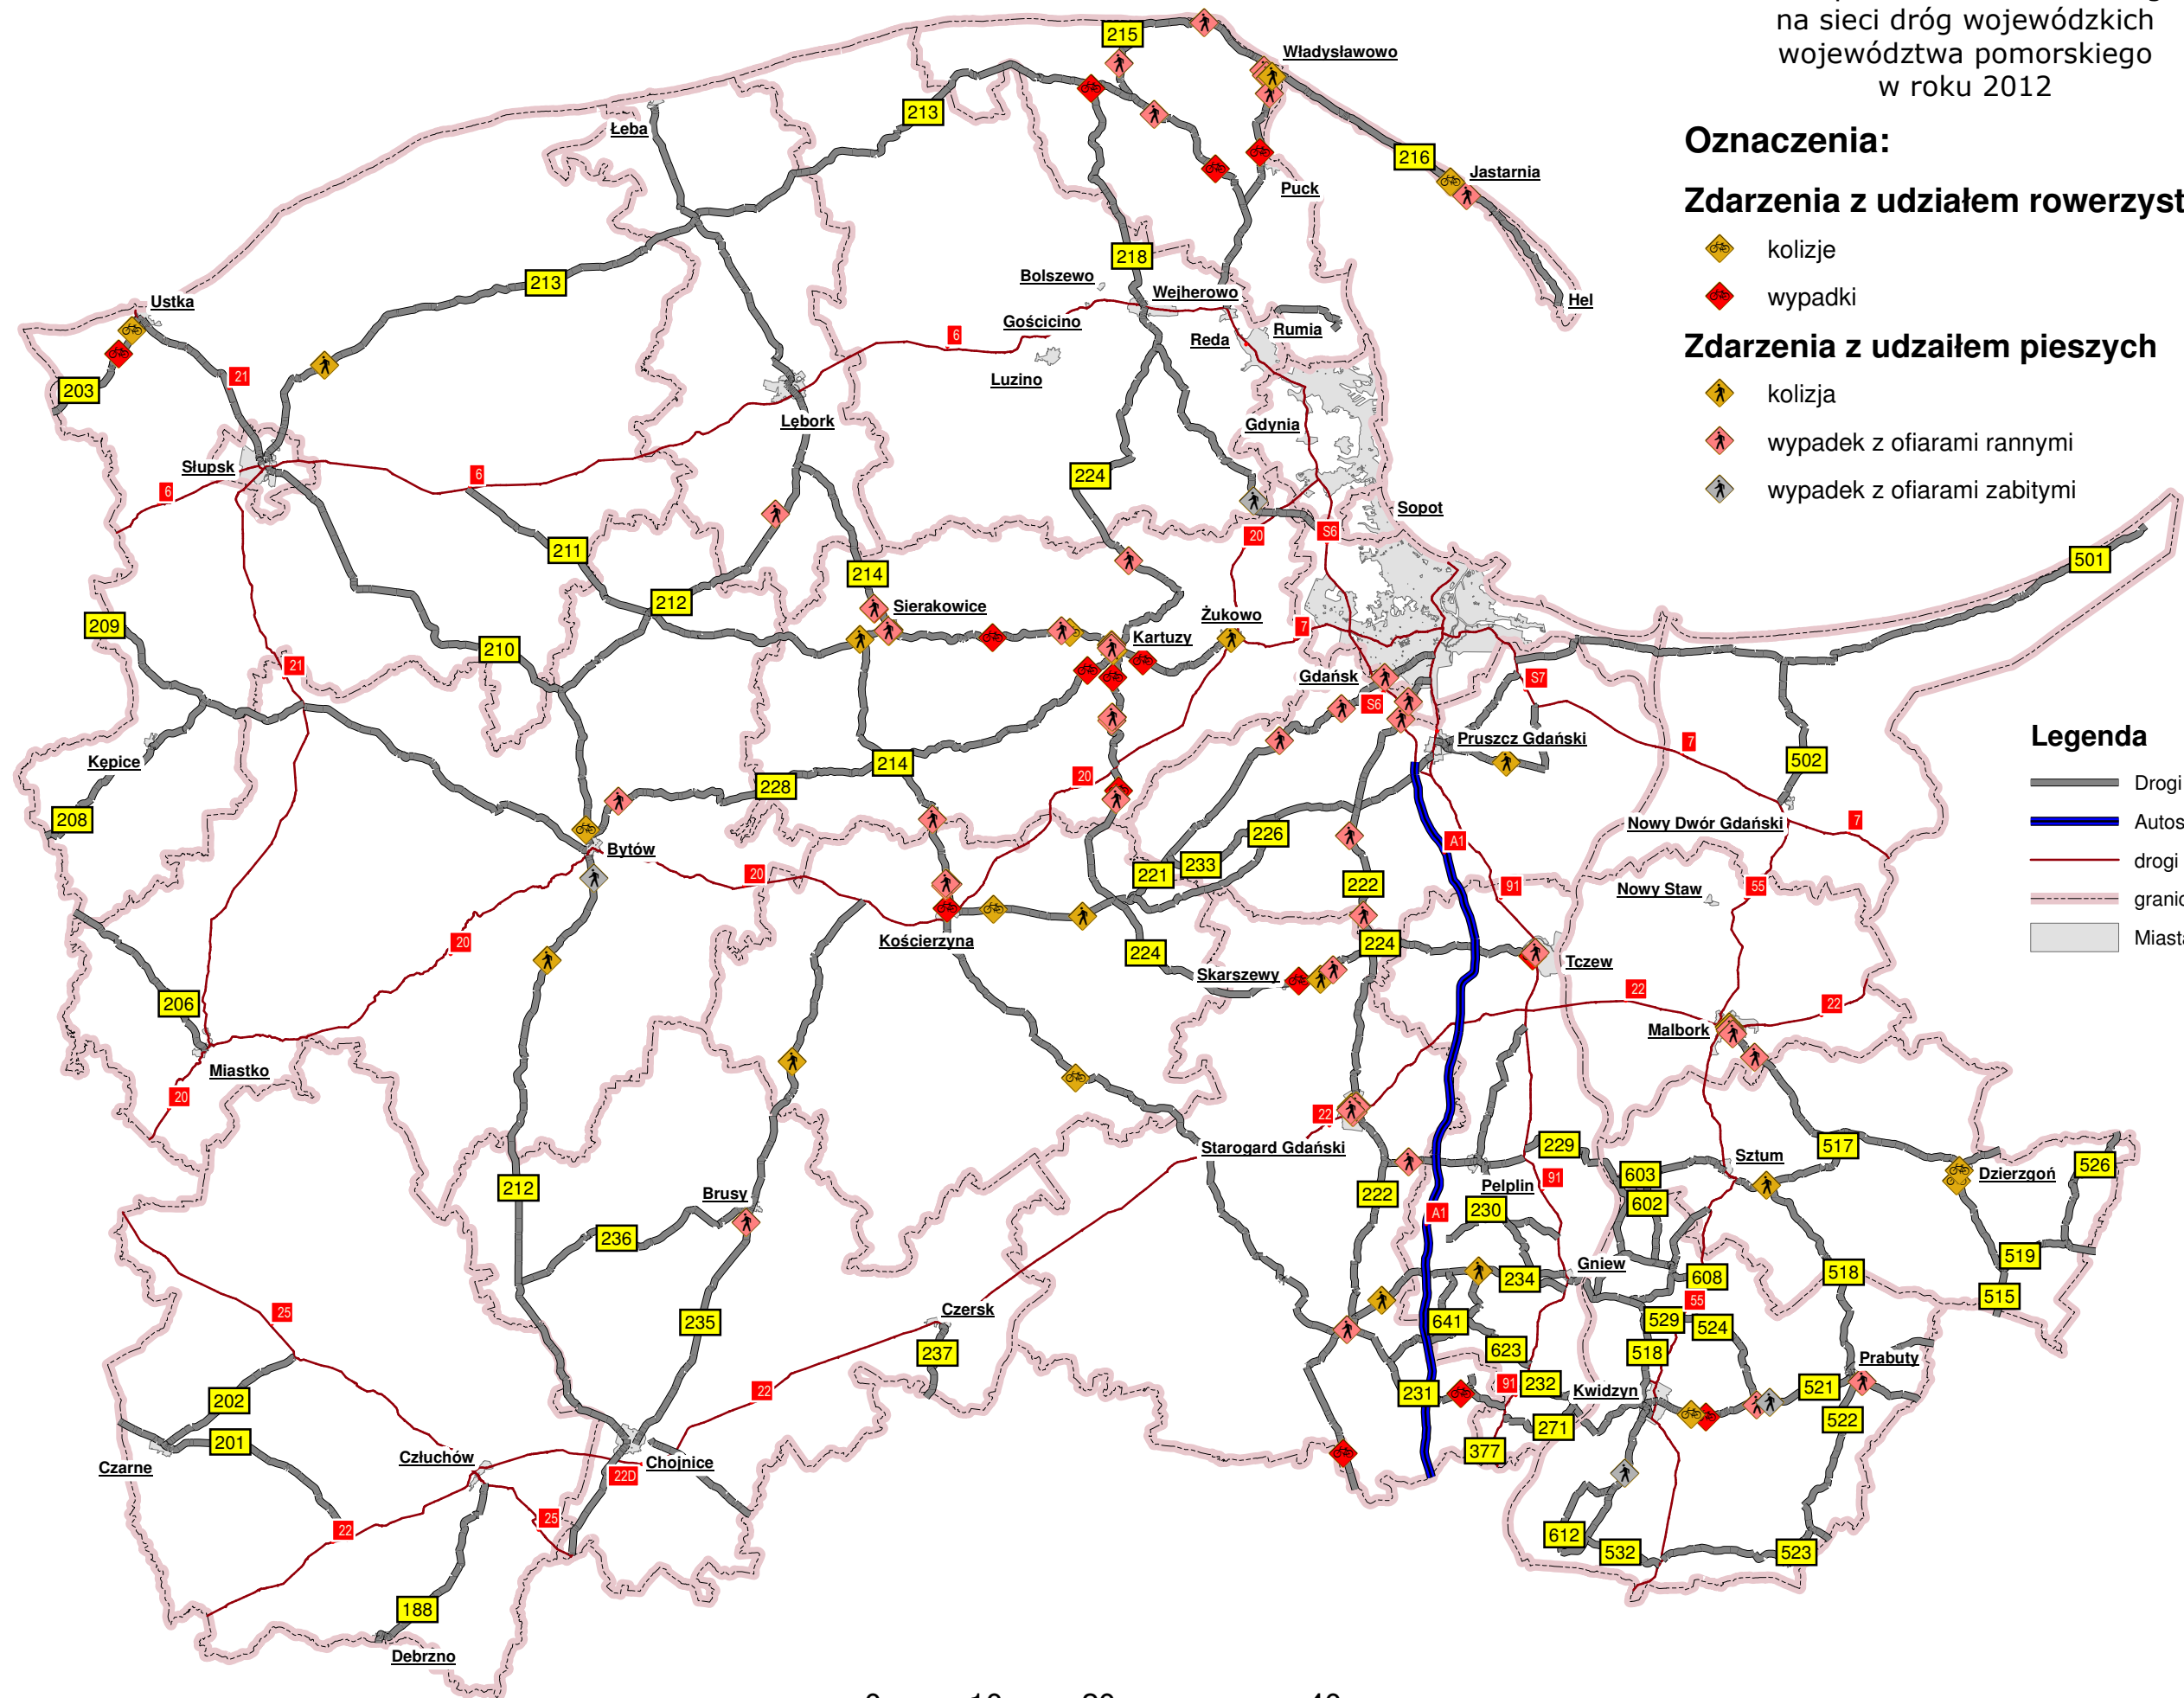 na sieci dróg wojewódzkich
województwa pomorskiego
w roku 2012
Oznaczenia:
Zdarzenia z udziałem rowerzyst
kolizje
wypadki
Zdarzenia z udzaiłem pieszych
kolizja
wypadek z ofiarami rannymi
wypadek z ofiarami zabitymi
Legenda
Drogi
Autos
drogi
granic
Miasta
215
Władysławowo
213
Łeba
216
Jastarnia
Puck
218
Bolszewo
213
Wejherowo
Ustka
Hel
Gościcino
Rumia
6
Reda
21
Luzino
203
Lębork
Gdynia
Słupsk
6
224
6
Sopot
S6
20
211
501
214
212
Sierakowice
Żukowo
209
7
Kartuzy
210
21
Gdańsk
S7
S6
Pruszcz Gdański
7
502
Kępice
214
20
228
208
Nowy Dwór Gdański
7
226
A1
Bytów
233
221
20
222
91
55
Nowy Staw
20
Kościerzyna
224
224
Tczew
Skarszewy
206
22
22
Malbork
Miastko
20
22
Starogard Gdański
229
517
Sztum
526
603
Dzierzgoń
91
Pelplin
212
Brusy
222
602
230
A1
236
519
Gniew
518
234
608
55
515
25
Czersk
235
641
529
524
237
623
518
Prabuty
91
232
22
231
Kwidzyn
521
202
522
271
201
377
Człuchów
Chojnice
Czarne
22D
25
22
612
532
523
188
Debrzno
0 10 20 40